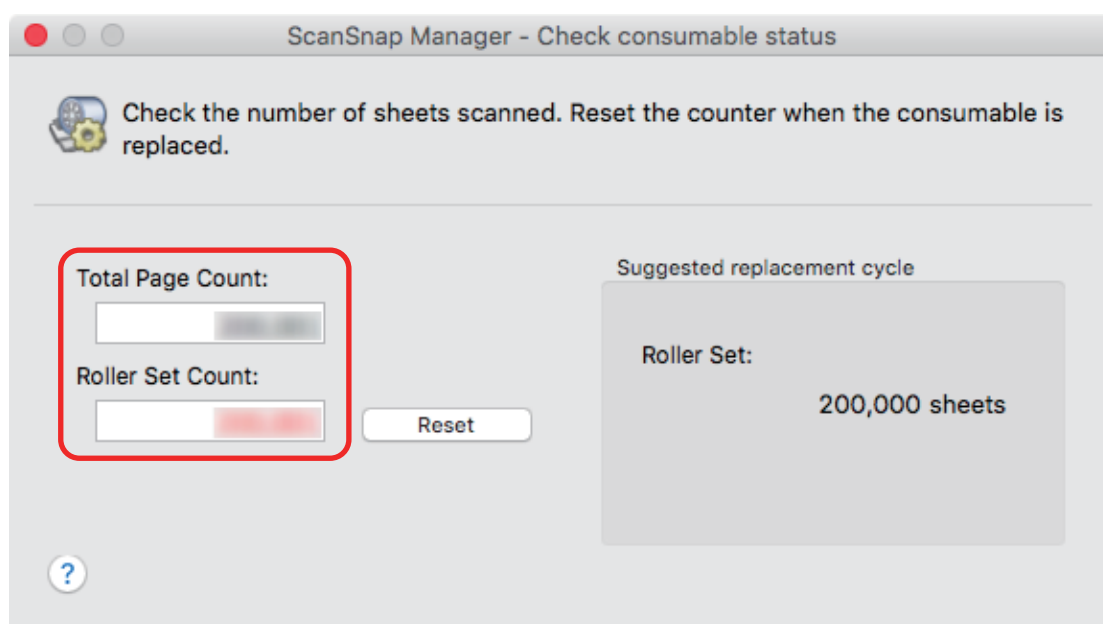 ScanSnap Manager - Check consumable status
Check the number of sheets scanned. Reset the counter when the consumable is
replaced.
Total Page Count:
Roller Set Count:
Reset
Suggested replacement cycle
Roller Set:
200,000 sheets
?